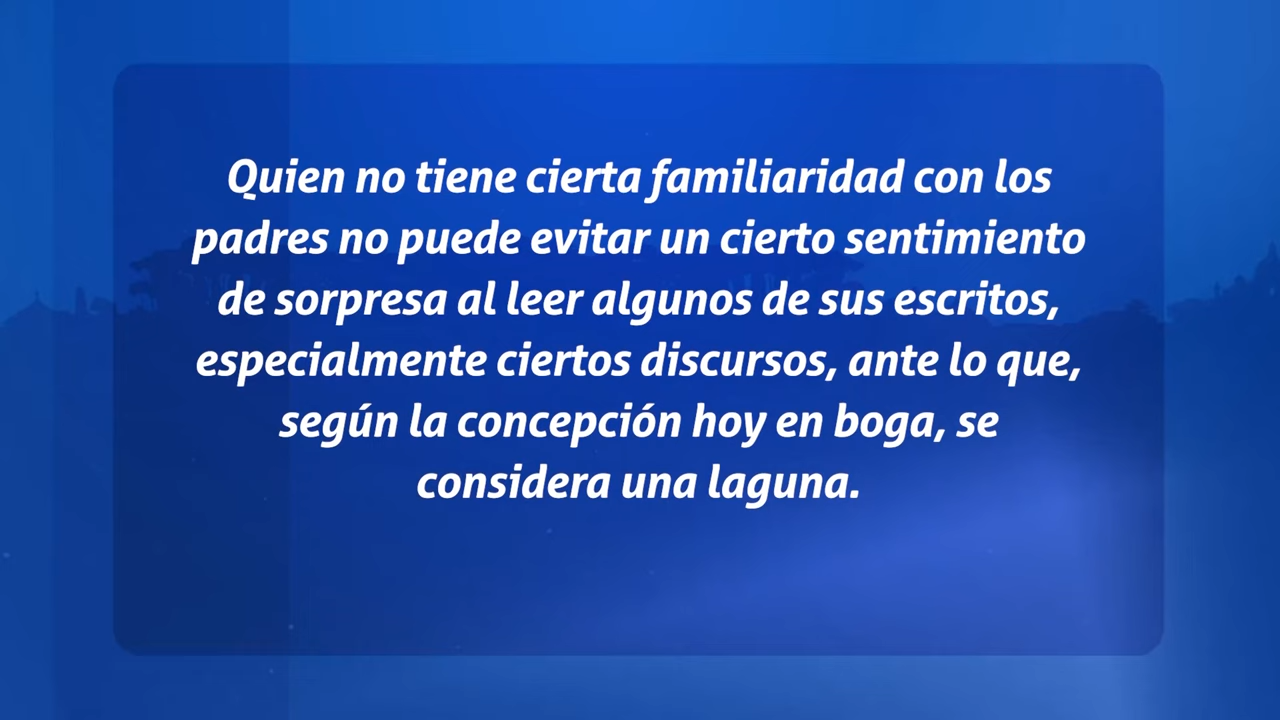 Quien no tiene cierta familiaridad con los
padres no puede evitar un cierto sentimiento
de sorpresa al leer algunos de sus escritos,
especialmente ciertos discursos, ante lo que,
según la concepción hoy en boga, se
considera una laguna.